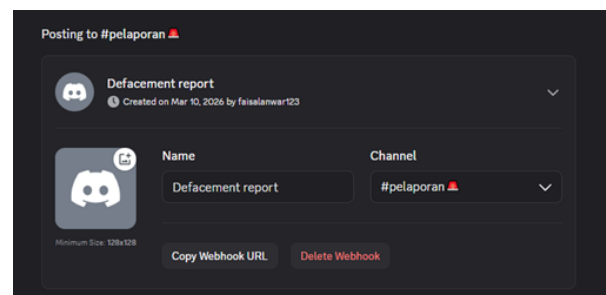 Posting to #pelaporan🚨
Defacement report
Created on Mar 10, 2026 by faisalanwar123
Name
Channel
Defacement report
#pelaporan🚨
Minimum Size: 128x128
Copy Webhook URL
Delete Webhook